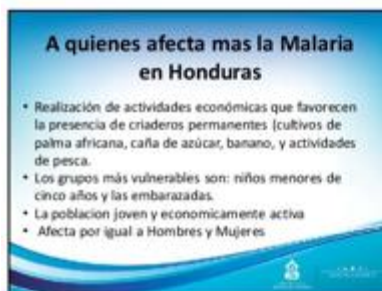 A quienes afecta mas la Malaria
en Honduras
• Realización de actividades económicas que favorecen
la presencia de criaderos permanentes (cultivos de
palma africana, caña de azúcar, banano, y actividades
de pesca.
• Los grupos más vulnerables son: niños menores de
cinco años y las embarazadas.
• La poblacion joven y economicamente activa
• Afecta por igual a Hombres y Mujeres